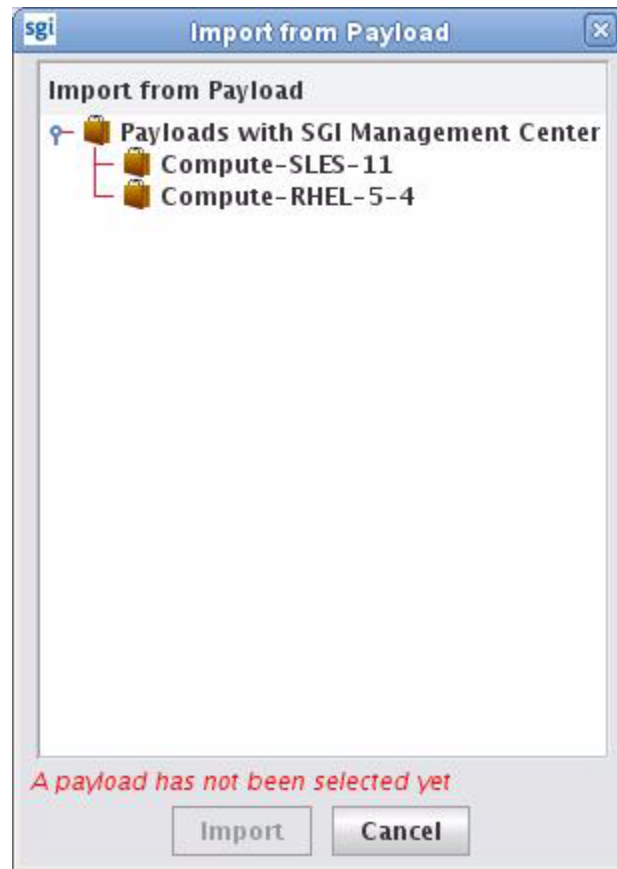 sgi Import from Payload
Import from Payload
Payloads with SGI Management Center
Compute-SLES-11
Compute-RHEL-5-4
A payload has not been selected yet
Import Cancel